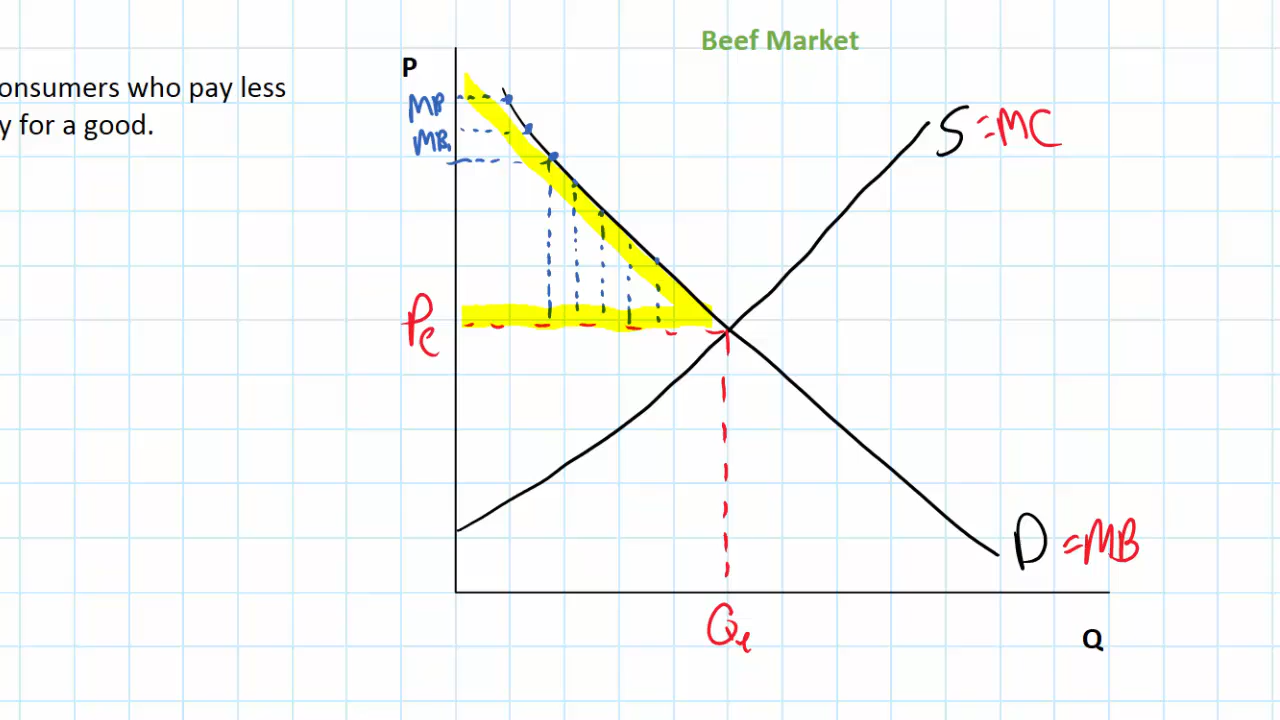 Beef Market
P
onsumers who pay less
y for a good.
MB
MB,
S=MC
Pe
D=MB
Qe
Q